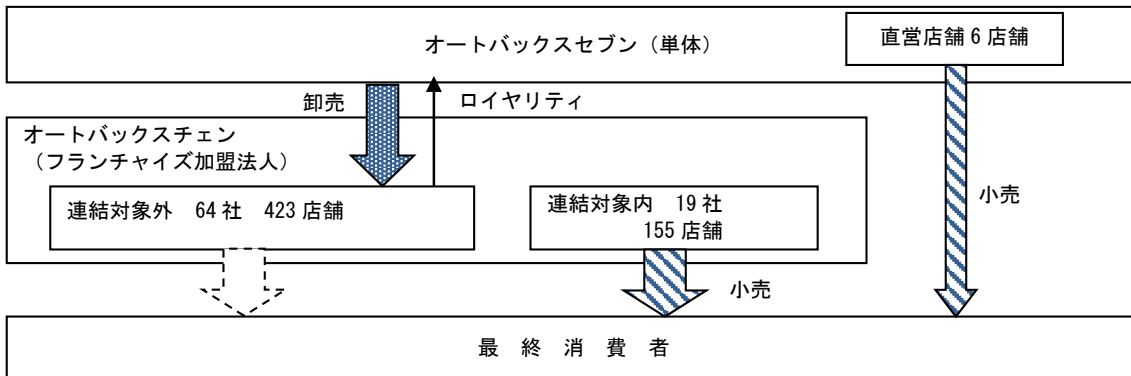 オートバックスセブン（単体）
直営店舗 6 店舗
卸売
ロイヤリティ
オートバックスチェン
（フランチャイズ加盟法人）
連結対象外　64 社　423 店舗
連結対象内　19 社
155 店舗
小売
小売
最　終　消　費　者